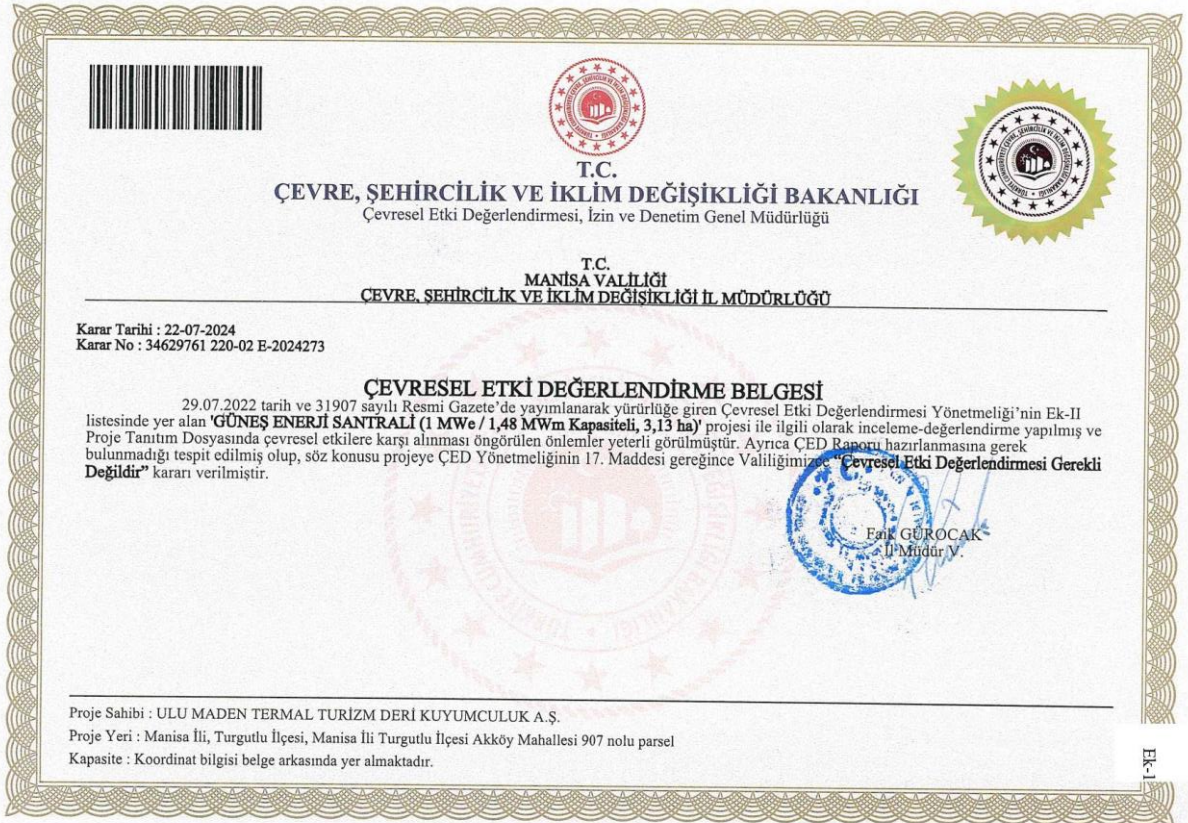 T.C.
ÇEVRE, ŞEHİRCİLİK VE İKLİM DEĞİŞİKLİĞİ BAKANLIĞI
Çevresel Etki Değerlendirmesi, İzin ve Denetim Genel Müdürlüğü
T.C.
MANİSA VALİLİĞİ
ÇEVRE, ŞEHİRCİLİK VE İKLİM DEĞİŞİKLİĞİ İL MÜDÜRLÜĞÜ
Karar Tarihi : 22-07-2024
Karar No : 34629761 220-02 E-2024273
ÇEVRESEL ETKİ DEĞERLENDİRME BELGESİ
29.07.2022 tarih ve 31907 sayılı Resmi Gazete’de yayımlanarak yürürlüğe giren Çevresel Etki Değerlendirmesi Yönetmeliği’nin Ek-II
listesinde yer alan 'GÜNEŞ ENERJİ SANTRALİ (1 MWe / 1,48 MWm Kapasiteli, 3,13 ha)' projesi ile ilgili olarak inceleme-değerlendirme yapılmış ve
Proje Tanıtım Dosyasında çevresel etkilere karşı alınması öngörülen önlemler yeterli görülmüştür. Ayrıca ÇED Raporu hazırlanmasına gerek
bulunmadığı tespit edilmiş olup, söz konusu projeye ÇED Yönetmeliğinin 17. Maddesi gereğince Valiliğimizce “Çevresel Etki Değerlendirmesi Gerekli
Değildir” kararı verilmiştir.
Faik GÜROCAK
İl Müdür V.
Proje Sahibi : ULU MADEN TERMAL TURİZM DERİ KUYUMCULUK A.Ş.
Proje Yeri : Manisa İli, Turgutlu İlçesi, Manisa İli Turgutlu İlçesi Akköy Mahallesi 907 nolu parsel
Kapasite : Koordinat bilgisi belge arkasında yer almaktadır.
Ek-1